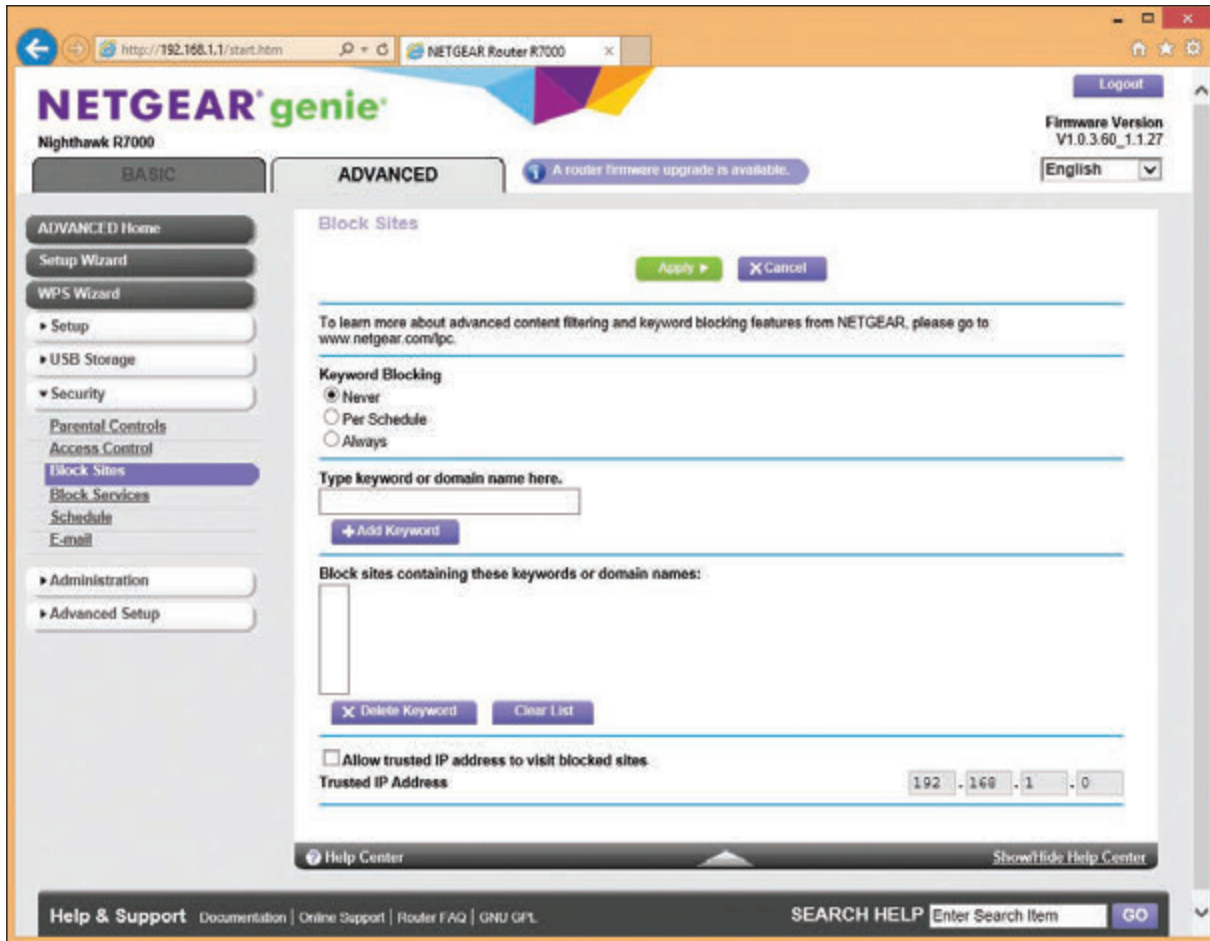 http://192.168.1.1/start.htm
NETGEAR Router R7000
NETGEAR genie
Logout
Nighthawk R7000
Firmware Version
V1.0.3.60_1.1.27
BASIC
ADVANCED
A router firmware upgrade is available.
English
ADVANCED Home
Setup Wizard
WPS Wizard
Setup
USB Storage
Security
Parental Controls
Access Control
Block Sites
Block Services
Schedule
E-mail
Administration
Advanced Setup
Block Sites
Apply
Cancel
To learn more about advanced content filtering and keyword blocking features from NETGEAR, please go to
www.netgear.com/lpc.
Keyword Blocking
Never
Per Schedule
Always
Type keyword or domain name here.
Add Keyword
Block sites containing these keywords or domain names:
Delete Keyword
Clear List
Allow trusted IP address to visit blocked sites
Trusted IP Address
192 . 168 . 1 . 0
Help Center
Show/Hide Help Center
Help & Support Documentation | Online Support | Router FAQ | GNU GPL
SEARCH HELP Enter Search Item GO